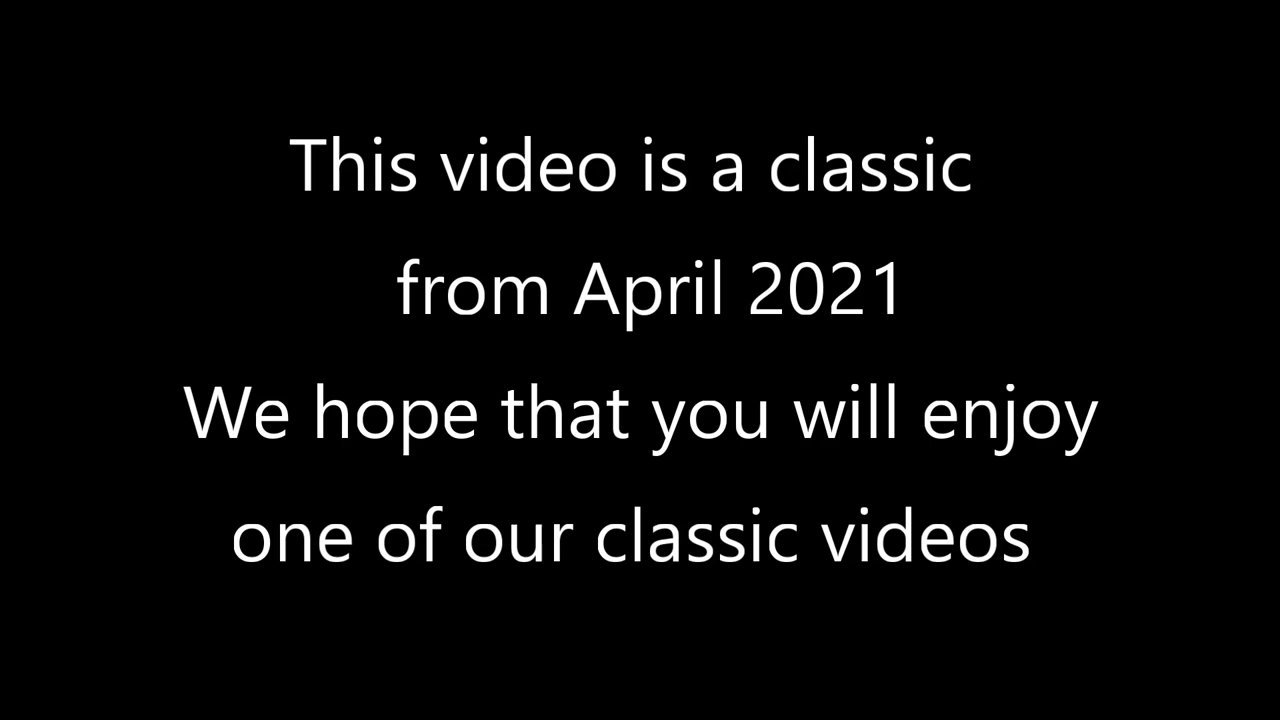 This video is a classic
from April 2021
We hope that you will enjoy
one of our classic videos